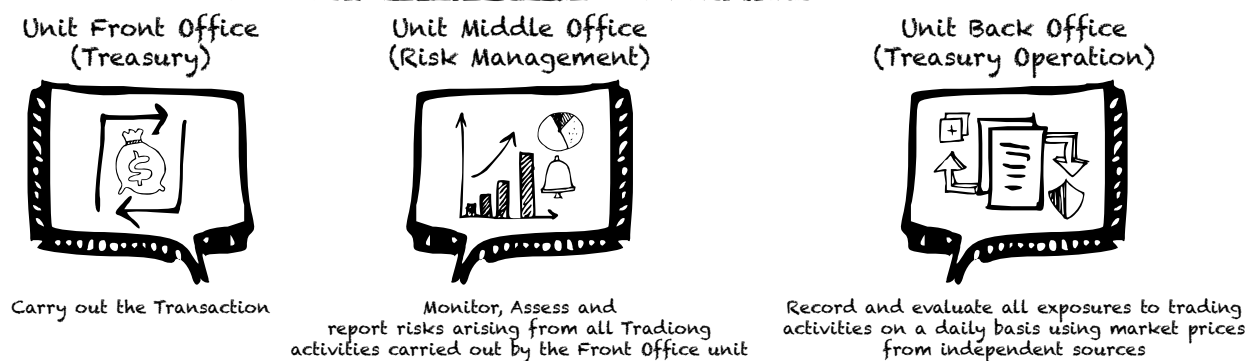 Unit Front Office
(Treasury)
Carry out the Transaction
Unit Middle Office
(Risk Management)
Monitor, Assess and
report risks arising from all Tradiong
activities carried out by the Front Office unit
Unit Back Office
(Treasury Operation)
Record and evaluate all exposures to trading
activities on a daily basis using market prices
from independent sources